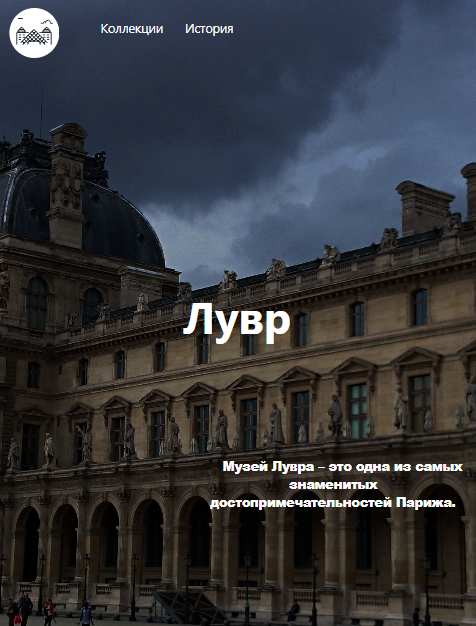 Коллекции История
Лувр
Музей Лувра – это одна из самых
знаменитых
достопримечательностей Парижа.